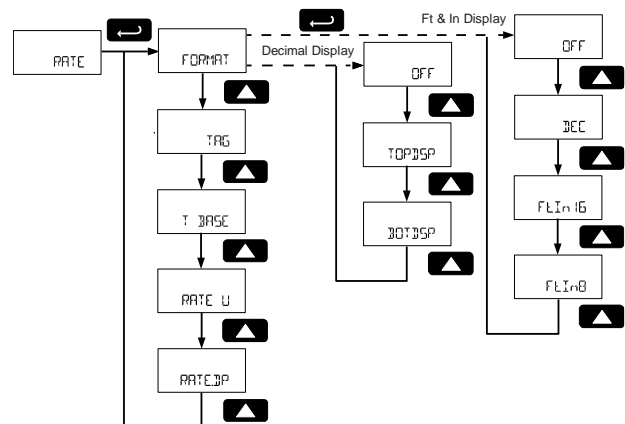 Ft & In Display
Decimal Display
RATE
FORMAT
OFF
OFF
TAG
TOPDSP
DEC
T BASE
BOTDSP
FtIn16
RATE U
FtIn8
RATE.DP